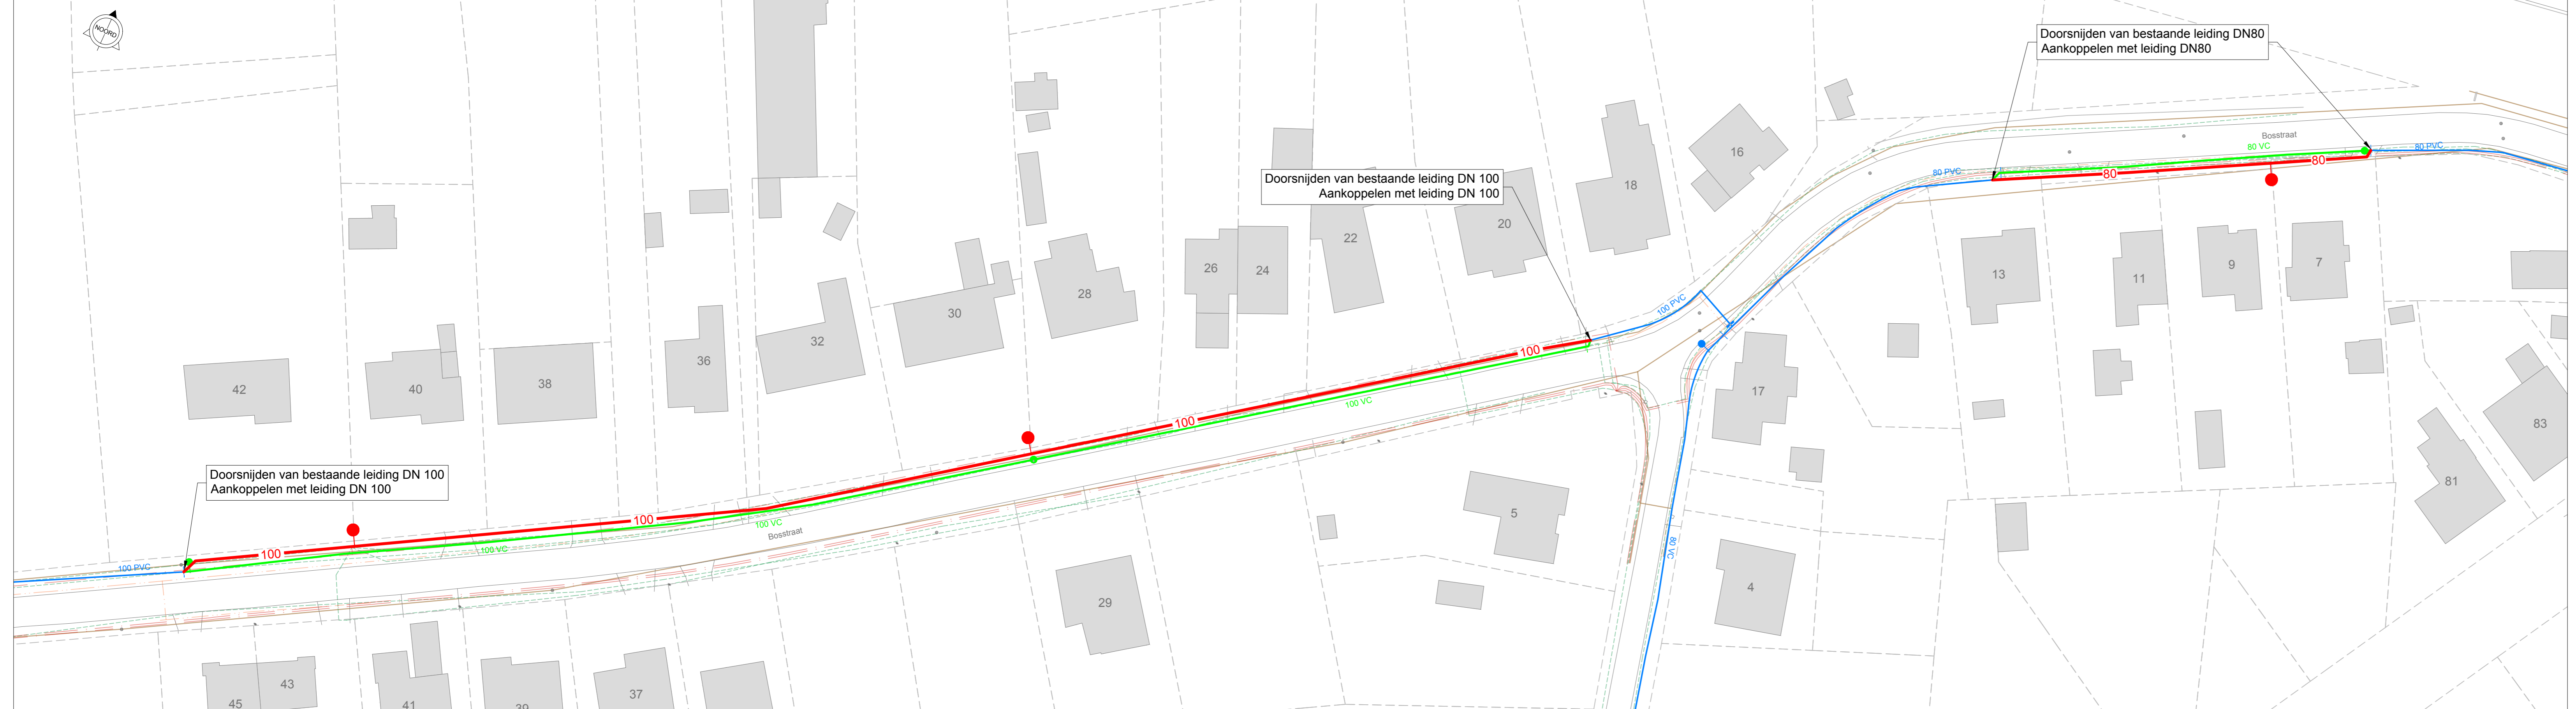 NOORD
Doorsnijden van bestaande leiding DN80
Aankoppelen met leiding DN80
Bosstraat
80 VC
80 PVC
80
80
80 PVC
16
Doorsnijden van bestaande leiding DN 100
Aankoppelen met leiding DN 100
18
20
22
24
26
28
30
32
36
38
40
42
13
11
9
7
100 PVC
100
100 VC
100
17
83
81
5
4
80 VC
Doorsnijden van bestaande leiding DN 100
Aankoppelen met leiding DN 100
100
100 VC
Bosstraat
100
100 VC
100 PVC
29
45
43
41
39
37